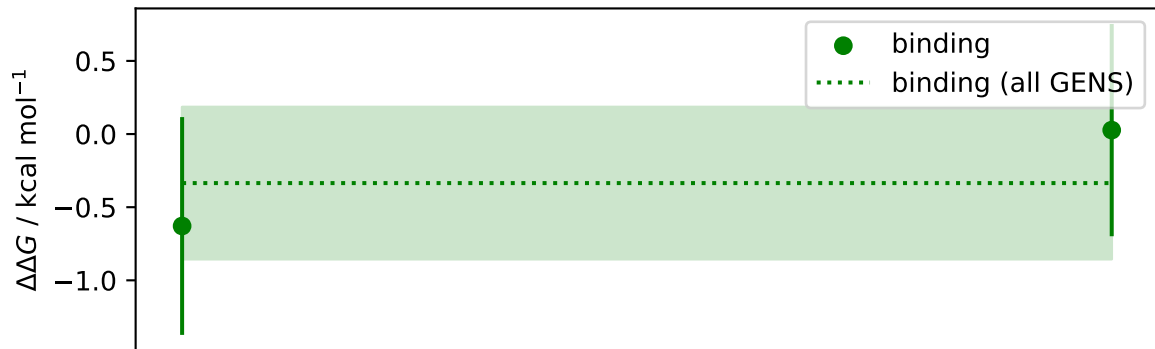 ΔΔG / kcal mol⁻¹
0.5
0.0
−0.5
−1.0
binding
binding (all GENS)